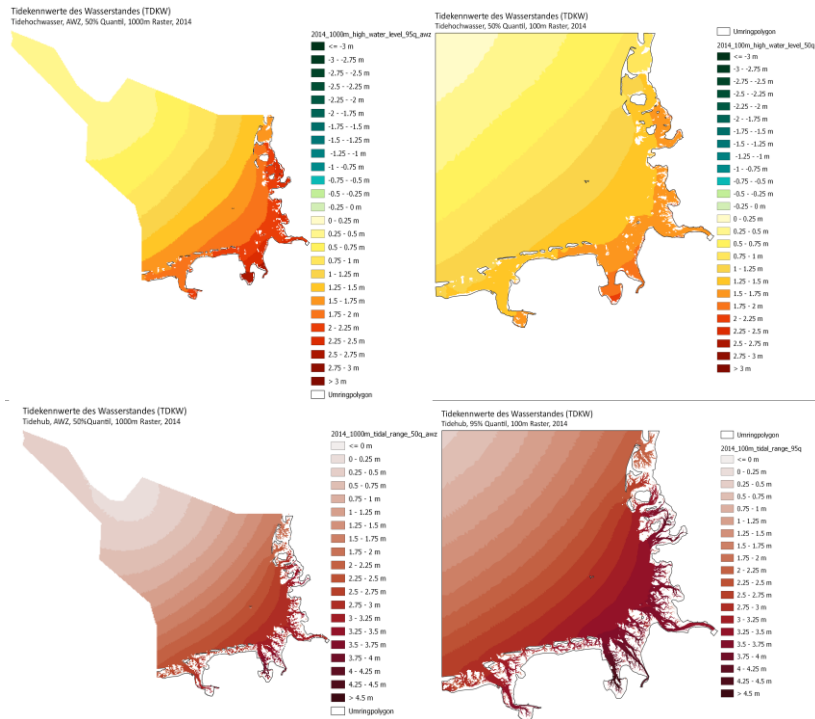 Tidekennwerte des Wasserstandes (TDKW)
Tidehochwasser, AWZ, 50% Quantil, 1000m Raster, 2014
2014_1000m_high_water_level_95q_awz
<= -3 m
-3 - -2.75 m
-2.75 - -2.5 m
-2.5 - -2.25 m
-2.25 - -2 m
-2 - -1.75 m
-1.75 - -1.5 m
-1.5 - -1.25 m
-1.25 - -1 m
-1 - -0.75 m
-0.75 - -0.5 m
-0.5 - -0.25 m
-0.25 - 0 m
0 - 0.25 m
0.25 - 0.5 m
0.5 - 0.75 m
0.75 - 1 m
1 - 1.25 m
1.25 - 1.5 m
1.5 - 1.75 m
1.75 - 2 m
2 - 2.25 m
2.25 - 2.5 m
2.5 - 2.75 m
2.75 - 3 m
> 3 m
Umringpolygon
Tidekennwerte des Wasserstandes (TDKW)
Tidehochwasser, 50% Quantil, 100m Raster, 2014
Umringpolygon
2014_100m_high_water_level_50q
<= -3 m
-3 - -2.75 m
-2.75 - -2.5 m
-2.5 - -2.25 m
-2.25 - -2 m
-2 - -1.75 m
-1.75 - -1.5 m
-1.5 - -1.25 m
-1.25 - -1 m
-1 - -0.75 m
-0.75 - -0.5 m
-0.5 - -0.25 m
-0.25 - 0 m
0 - 0.25 m
0.25 - 0.5 m
0.5 - 0.75 m
0.75 - 1 m
1 - 1.25 m
1.25 - 1.5 m
1.5 - 1.75 m
1.75 - 2 m
2 - 2.25 m
2.25 - 2.5 m
2.5 - 2.75 m
2.75 - 3 m
> 3 m
Tidekennwerte des Wasserstandes (TDKW)
Tidehub, AWZ, 50%Quantil, 1000m Raster, 2014
2014_1000m_tidal_range_50q_awz
<= 0 m
0 - 0.25 m
0.25 - 0.5 m
0.5 - 0.75 m
0.75 - 1 m
1 - 1.25 m
1.25 - 1.5 m
1.5 - 1.75 m
1.75 - 2 m
2 - 2.25 m
2.25 - 2.5 m
2.5 - 2.75 m
2.75 - 3 m
3 - 3.25 m
3.25 - 3.5 m
3.5 - 3.75 m
3.75 - 4 m
4 - 4.25 m
4.25 - 4.5 m
> 4.5 m
Umringpolygon
Tidekennwerte des Wasserstandes (TDKW)
Tidehub, 95% Quantil, 100m Raster, 2014
Umringpolygon
2014_100m_tidal_range_95q
<= 0 m
0 - 0.25 m
0.25 - 0.5 m
0.5 - 0.75 m
0.75 - 1 m
1 - 1.25 m
1.25 - 1.5 m
1.5 - 1.75 m
1.75 - 2 m
2 - 2.25 m
2.25 - 2.5 m
2.5 - 2.75 m
2.75 - 3 m
3 - 3.25 m
3.25 - 3.5 m
3.5 - 3.75 m
3.75 - 4 m
4 - 4.25 m
4.25 - 4.5 m
> 4.5 m